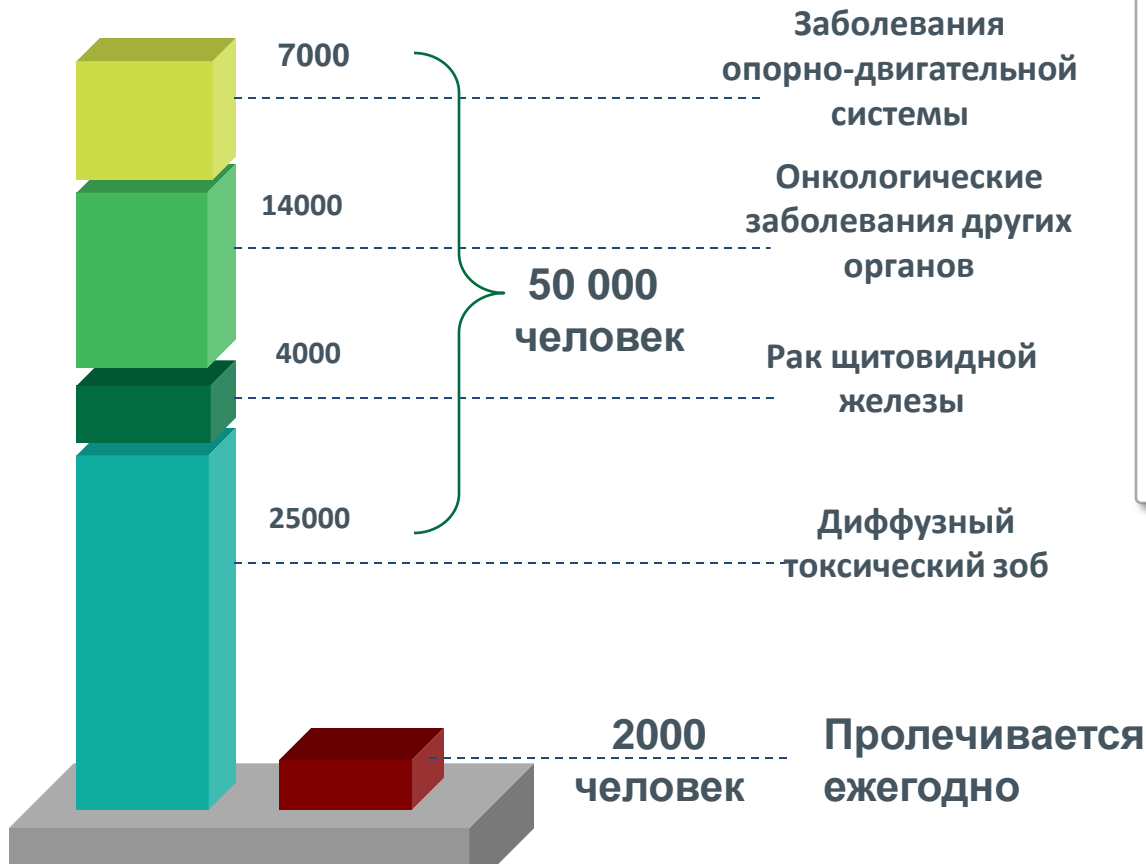 7000
Заболевания
опорно-двигательной
системы
14000
Онкологические
заболевания других
органов
50 000
человек
4000
Рак щитовидной
железы
25000
Диффузный
токсический зоб
2000
человек
Пролечивается
ежегодно